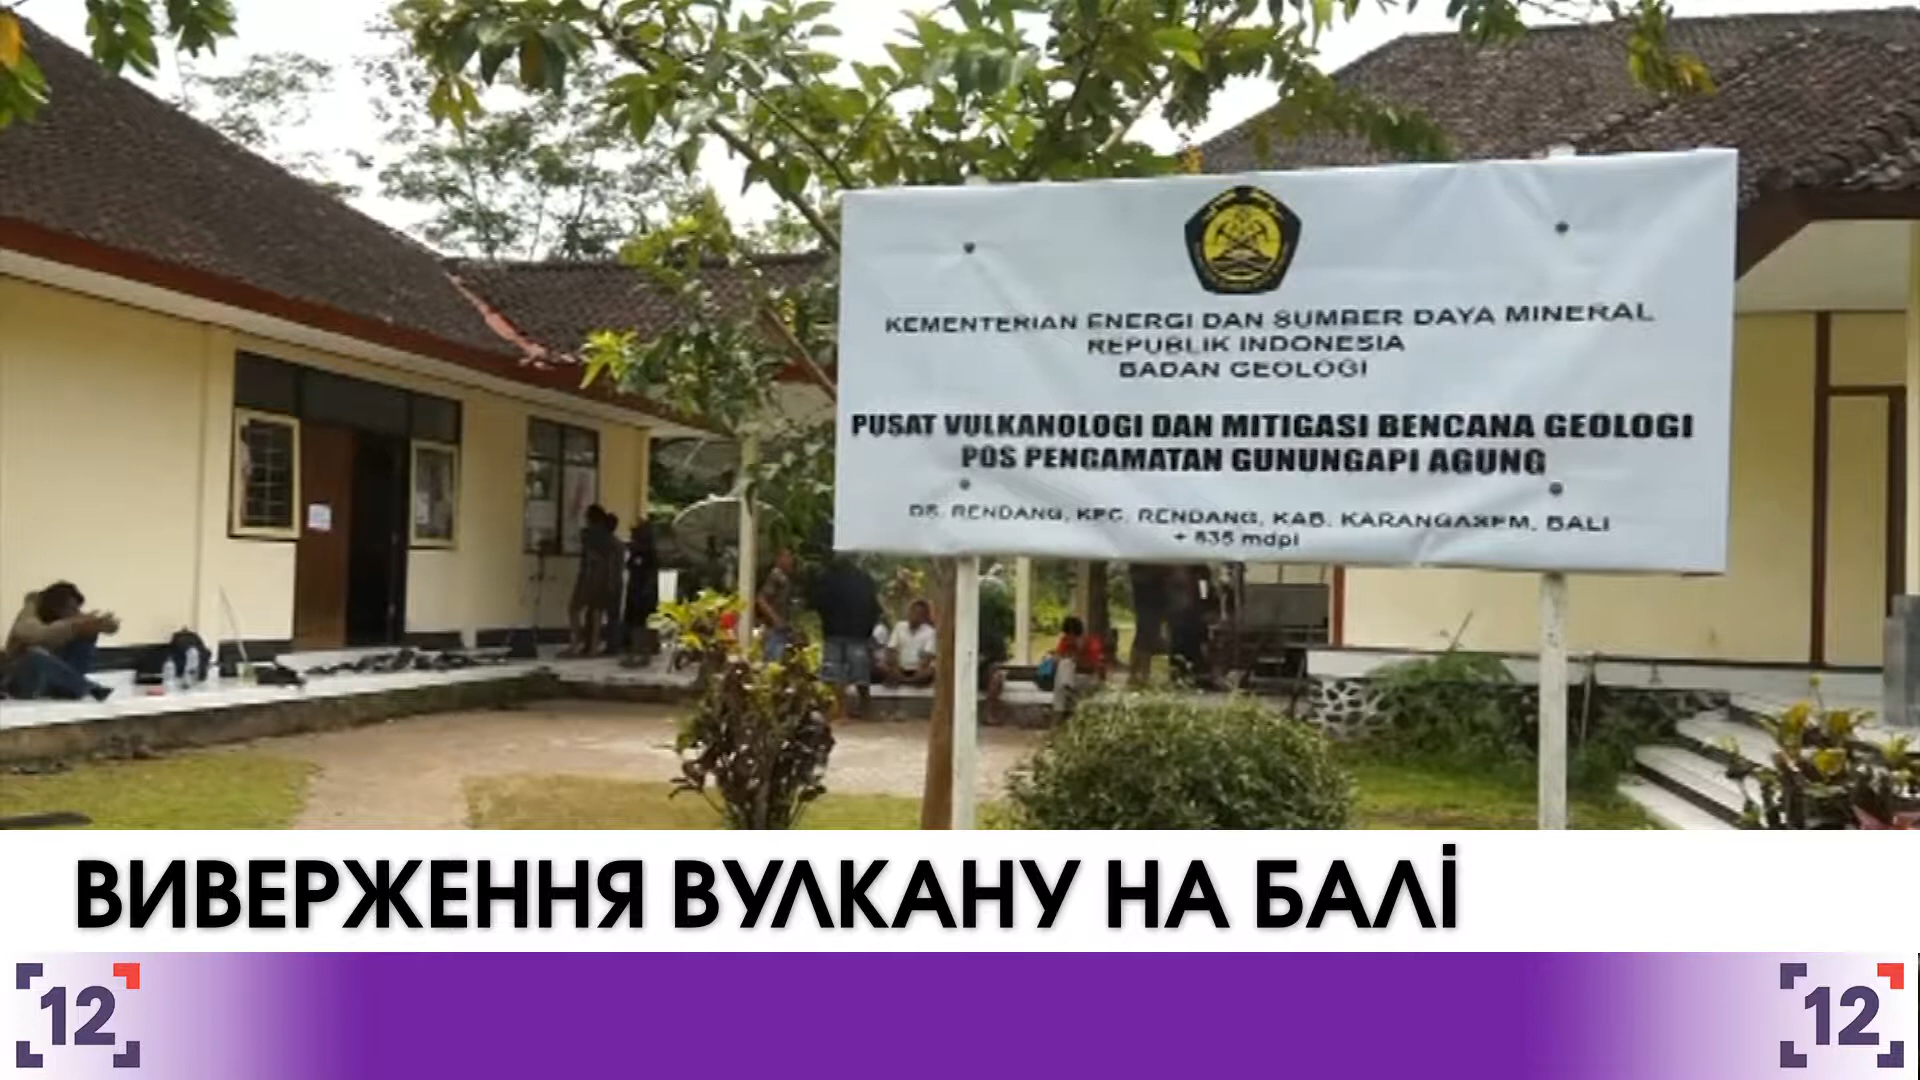 KEMENTERIAN ENERGI DAN SUMBER DAYA MINERAL
REPUBLIK INDONESIA
BADAN GEOLOGI
PUSAT VULKANOLOGI DAN MITIGASI BENCANA GEOLOGI
POS PENGAMATAN GUNUNGAPI AGUNG
DS. RENDANG, KEC. RENDANG, KAB. KARANGASEM, BALI
+ 835 mdpl
ВИВЕРЖЕННЯ ВУЛКАНУ НА БАЛІ
12
12